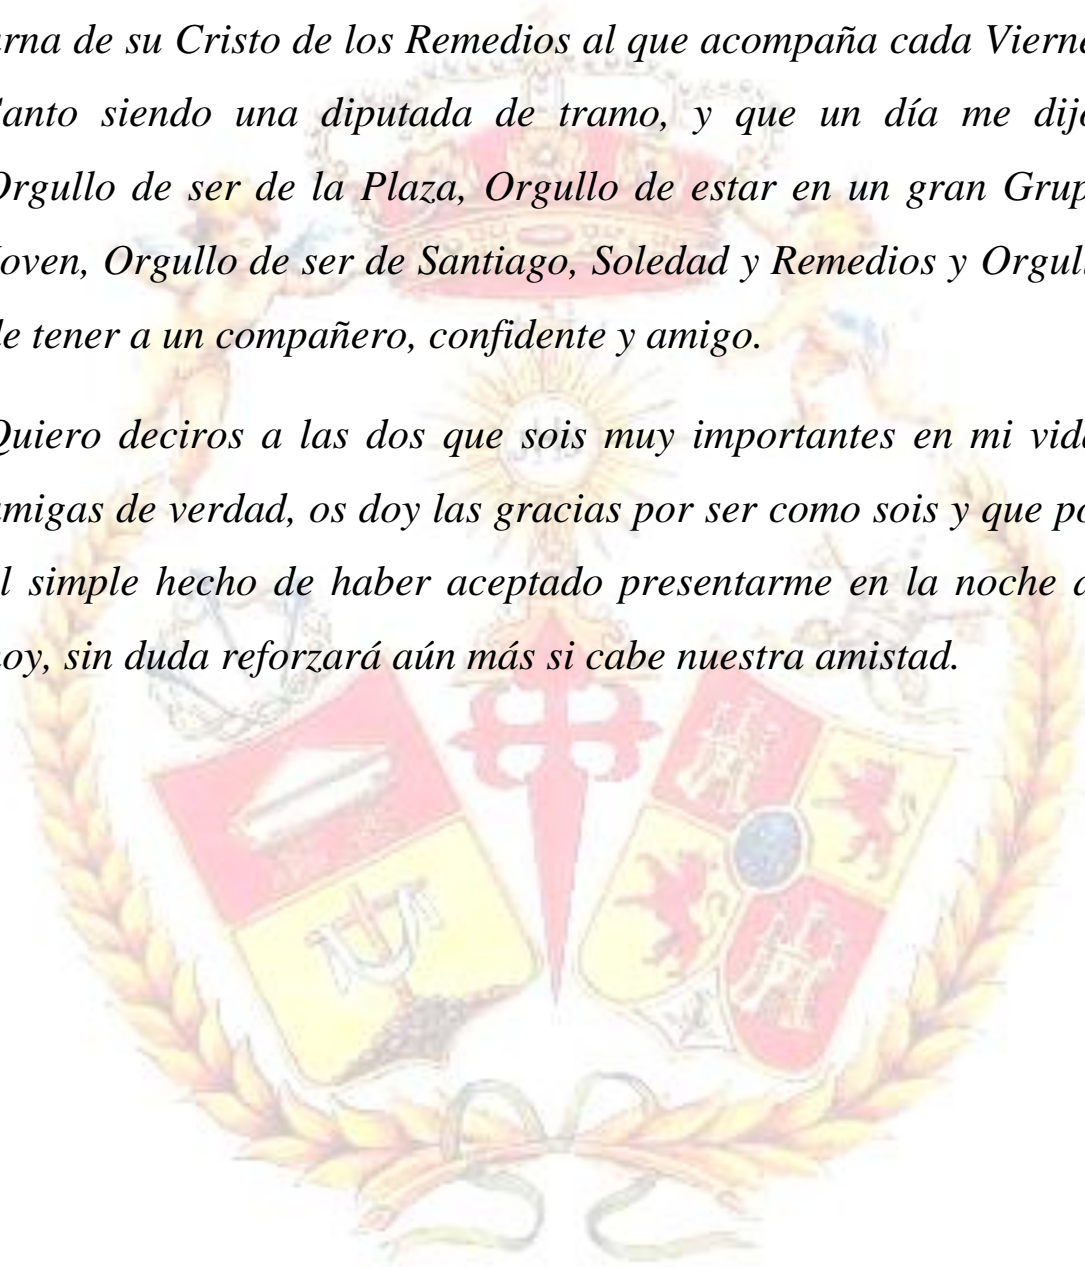 urna de su Cristo de los Remedios al que acompaña cada Vierne
Santo siendo una diputada de tramo, y que un día me dijo
Orgullo de ser de la Plaza, Orgullo de estar en un gran Grup
Joven, Orgullo de ser de Santiago, Soledad y Remedios y Orgull
de tener a un compañero, confidente y amigo.
Quiero deciros a las dos que sois muy importantes en mi vida
amigas de verdad, os doy las gracias por ser como sois y que po
el simple hecho de haber aceptado presentarme en la noche d
hoy, sin duda reforzará aún más si cabe nuestra amistad.